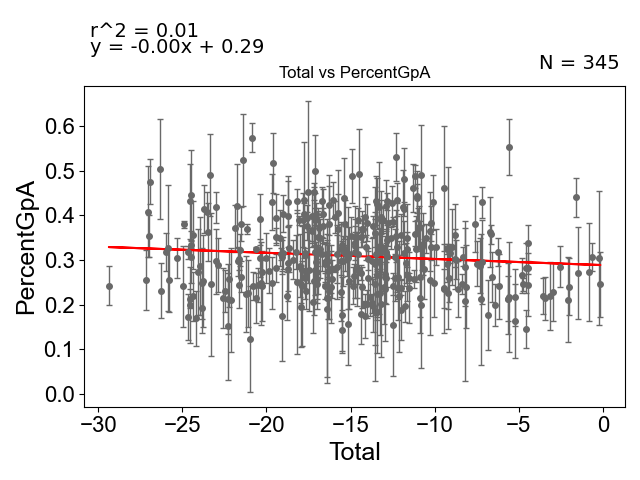 r^2 = 0.01
y = -0.00x + 0.29
N = 345
Total vs PercentGpA
PercentGpA
0.6
0.5
0.4
0.3
0.2
0.1
0.0
−30 −25 −20 −15 −10 −5 0
Total